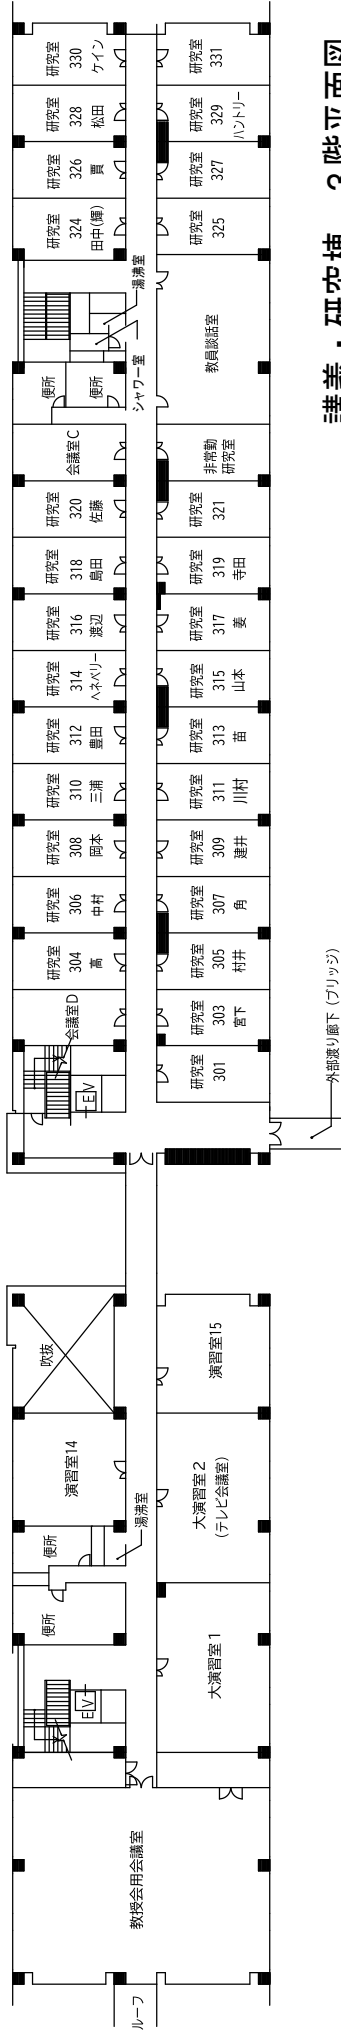 講義・研究棟　3階平面図
研究室
330
ケイン
研究室
328
松田
研究室
326
賈
研究室
324
田中(輝)
湯沸室
シャワー室
便所
便所
会議室C
研究室
320
佐藤
研究室
318
島田
研究室
316
渡辺
研究室
314
ヘネベリー
研究室
312
豊田
研究室
310
三浦
研究室
308
岡本
研究室
306
中村
研究室
304
高
会議室D
EV
研究室
331
研究室
329
ハントリー
研究室
327
研究室
325
教員談話室
非常勤
研究室
研究室
321
研究室
319
寺田
研究室
317
姜
研究室
315
山本
研究室
313
苗
研究室
311
川村
研究室
309
建井
研究室
307
角
研究室
305
村井
研究室
303
宮下
研究室
301
外部渡り廊下（ブリッジ）
吹抜
演習室14
便所
湯沸室
便所
EV
演習室15
大演習室２
（テレビ会議室）
大演習室１
教授会用会議室
ルーフ